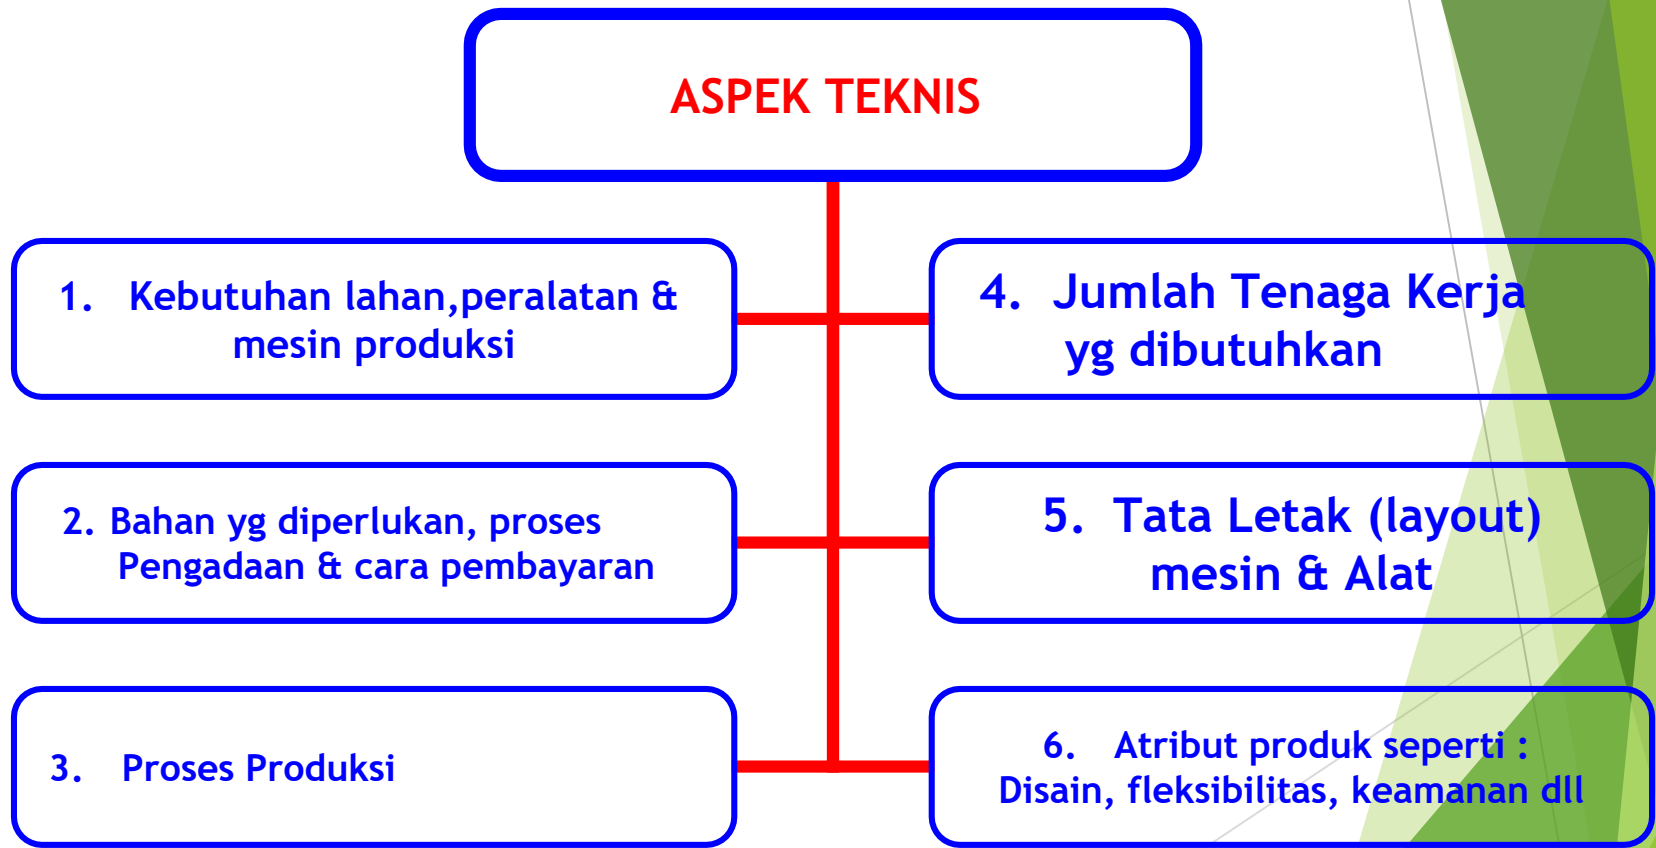 ASPEK TEKNIS
1. Kebutuhan lahan,peralatan &
mesin produksi
2. Bahan yg diperlukan, proses
Pengadaan & cara pembayaran
3. Proses Produksi
4. Jumlah Tenaga Kerja
yg dibutuhkan
5. Tata Letak (layout)
mesin & Alat
6. Atribut produk seperti :
Disain, fleksibilitas, keamanan dll